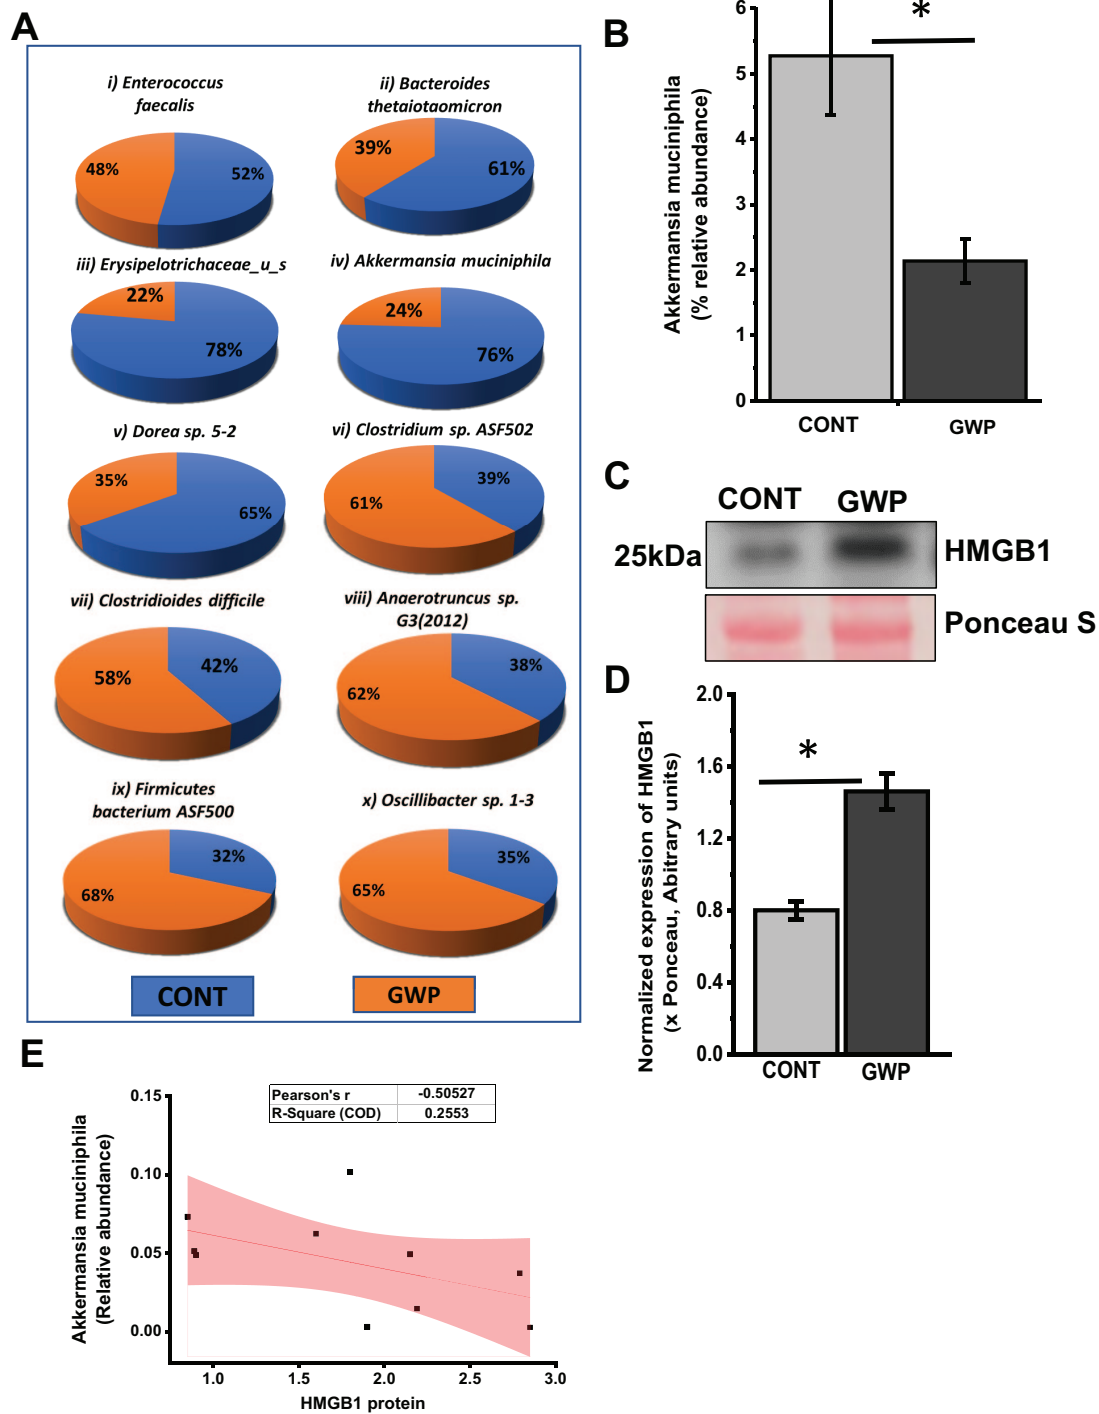 A
i) Enterococcus
faecalis
48%
52%
ii) Bacteroides
thetaiotaomicron
39%
61%
iii) Erysipelotrichaceae_u_s
22%
78%
iv) Akkermansia muciniphila
24%
76%
v) Dorea sp. 5-2
35%
65%
vi) Clostridium sp. ASF502
39%
61%
vii) Clostridioides difficile
58%
42%
viii) Anaerotruncus sp.
G3(2012)
38%
62%
ix) Firmicutes
bacterium ASF500
32%
68%
x) Oscillibacter sp. 1-3
35%
65%
CONT
GWP
B
Akkermansia muciniphila
(% relative abundance)
6
5
4
3
2
1
0
*
CONT
GWP
C
CONT
GWP
25kDa
HMGB1
Ponceau S
D
Normalized expression of HMGB1
(x Ponceau, Abitrary units)
2.0
1.6
1.2
0.8
0.4
0.0
*
CONT
GWP
E
Pearson's r -0.50527
R-Square (COD) 0.2553
Akkermansia muciniphila
(Relative abundance)
0.15
0.10
0.05
0.00
1.0
1.5
2.0
2.5
3.0
HMGB1 protein